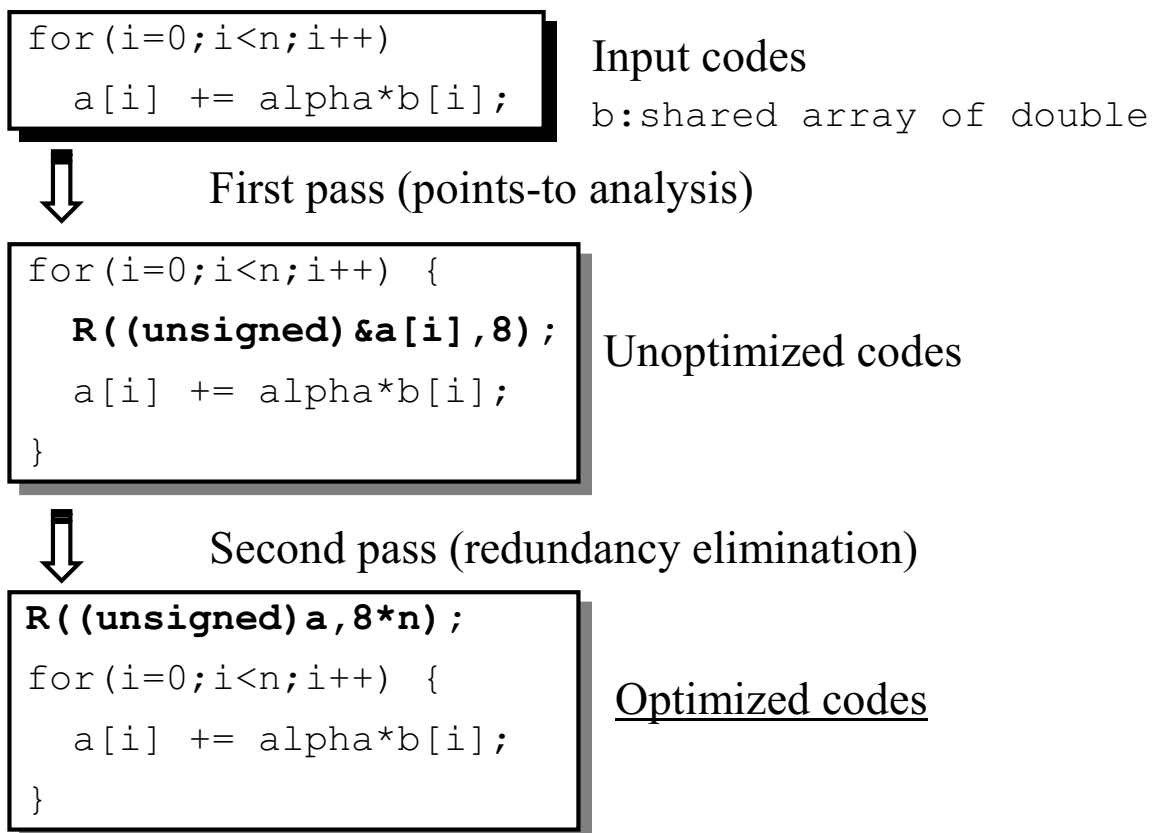 for(i=0;i<n;i++)
a[i] += alpha*b[i];
Input codes
b:shared array of double
First pass (points-to analysis)
for(i=0;i<n;i++) {
R((unsigned)&a[i],8);
a[i] += alpha*b[i];
}
Unoptimized codes
Second pass (redundancy elimination)
R((unsigned)a,8*n);
for(i=0;i<n;i++) {
a[i] += alpha*b[i];
}
Optimized codes